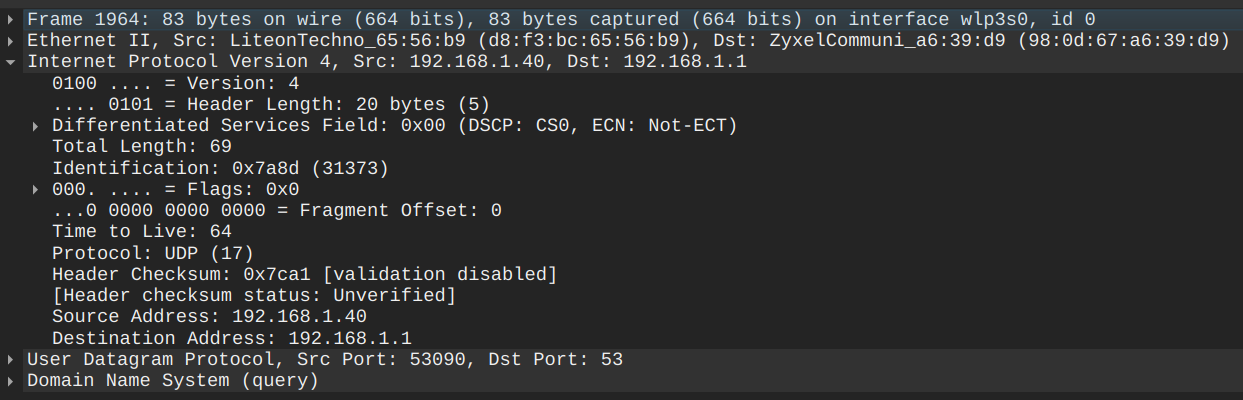 Frame 1964: 83 bytes on wire (664 bits), 83 bytes captured (664 bits) on interface wlp3s0, id 0
Ethernet II, Src: LiteonTechno_65:56:b9 (d8:f3:bc:65:56:b9), Dst: ZyxelCommuni_a6:39:d9 (98:0d:67:a6:39:d9)
Internet Protocol Version 4, Src: 192.168.1.40, Dst: 192.168.1.1
0100 .... = Version: 4
.... 0101 = Header Length: 20 bytes (5)
Differentiated Services Field: 0x00 (DSCP: CS0, ECN: Not-ECT)
Total Length: 69
Identification: 0x7a8d (31373)
000. .... = Flags: 0x0
...0 0000 0000 0000 = Fragment Offset: 0
Time to Live: 64
Protocol: UDP (17)
Header Checksum: 0x7ca1 [validation disabled]
[Header checksum status: Unverified]
Source Address: 192.168.1.40
Destination Address: 192.168.1.1
User Datagram Protocol, Src Port: 53090, Dst Port: 53
Domain Name System (query)